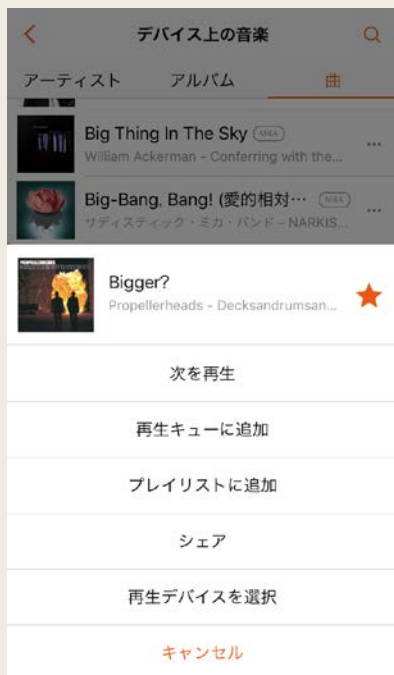 デバイス上の音楽
アーティスト アルバム 曲
Big Thing In The Sky M4A
William Ackerman - Conferring with the...
Big-Bang, Bang! (愛的相対… M4A
サディスティック・ミカ・バンド - NARKIS...
Bigger?
Propellerheads - Decksandrumsan...
次を再生
再生キューに追加
プレイリストに追加
シェア
再生デバイスを選択
キャンセル